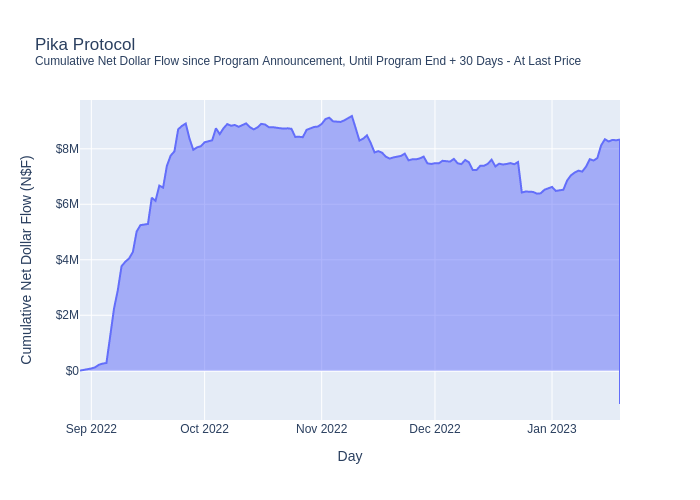 Pika Protocol
Cumulative Net Dollar Flow since Program Announcement, Until Program End + 30 Days - At Last Price
Cumulative Net Dollar Flow (N$F)
$8M
$6M
$4M
$2M
$0
Sep 2022
Oct 2022
Nov 2022
Dec 2022
Jan 2023
Day